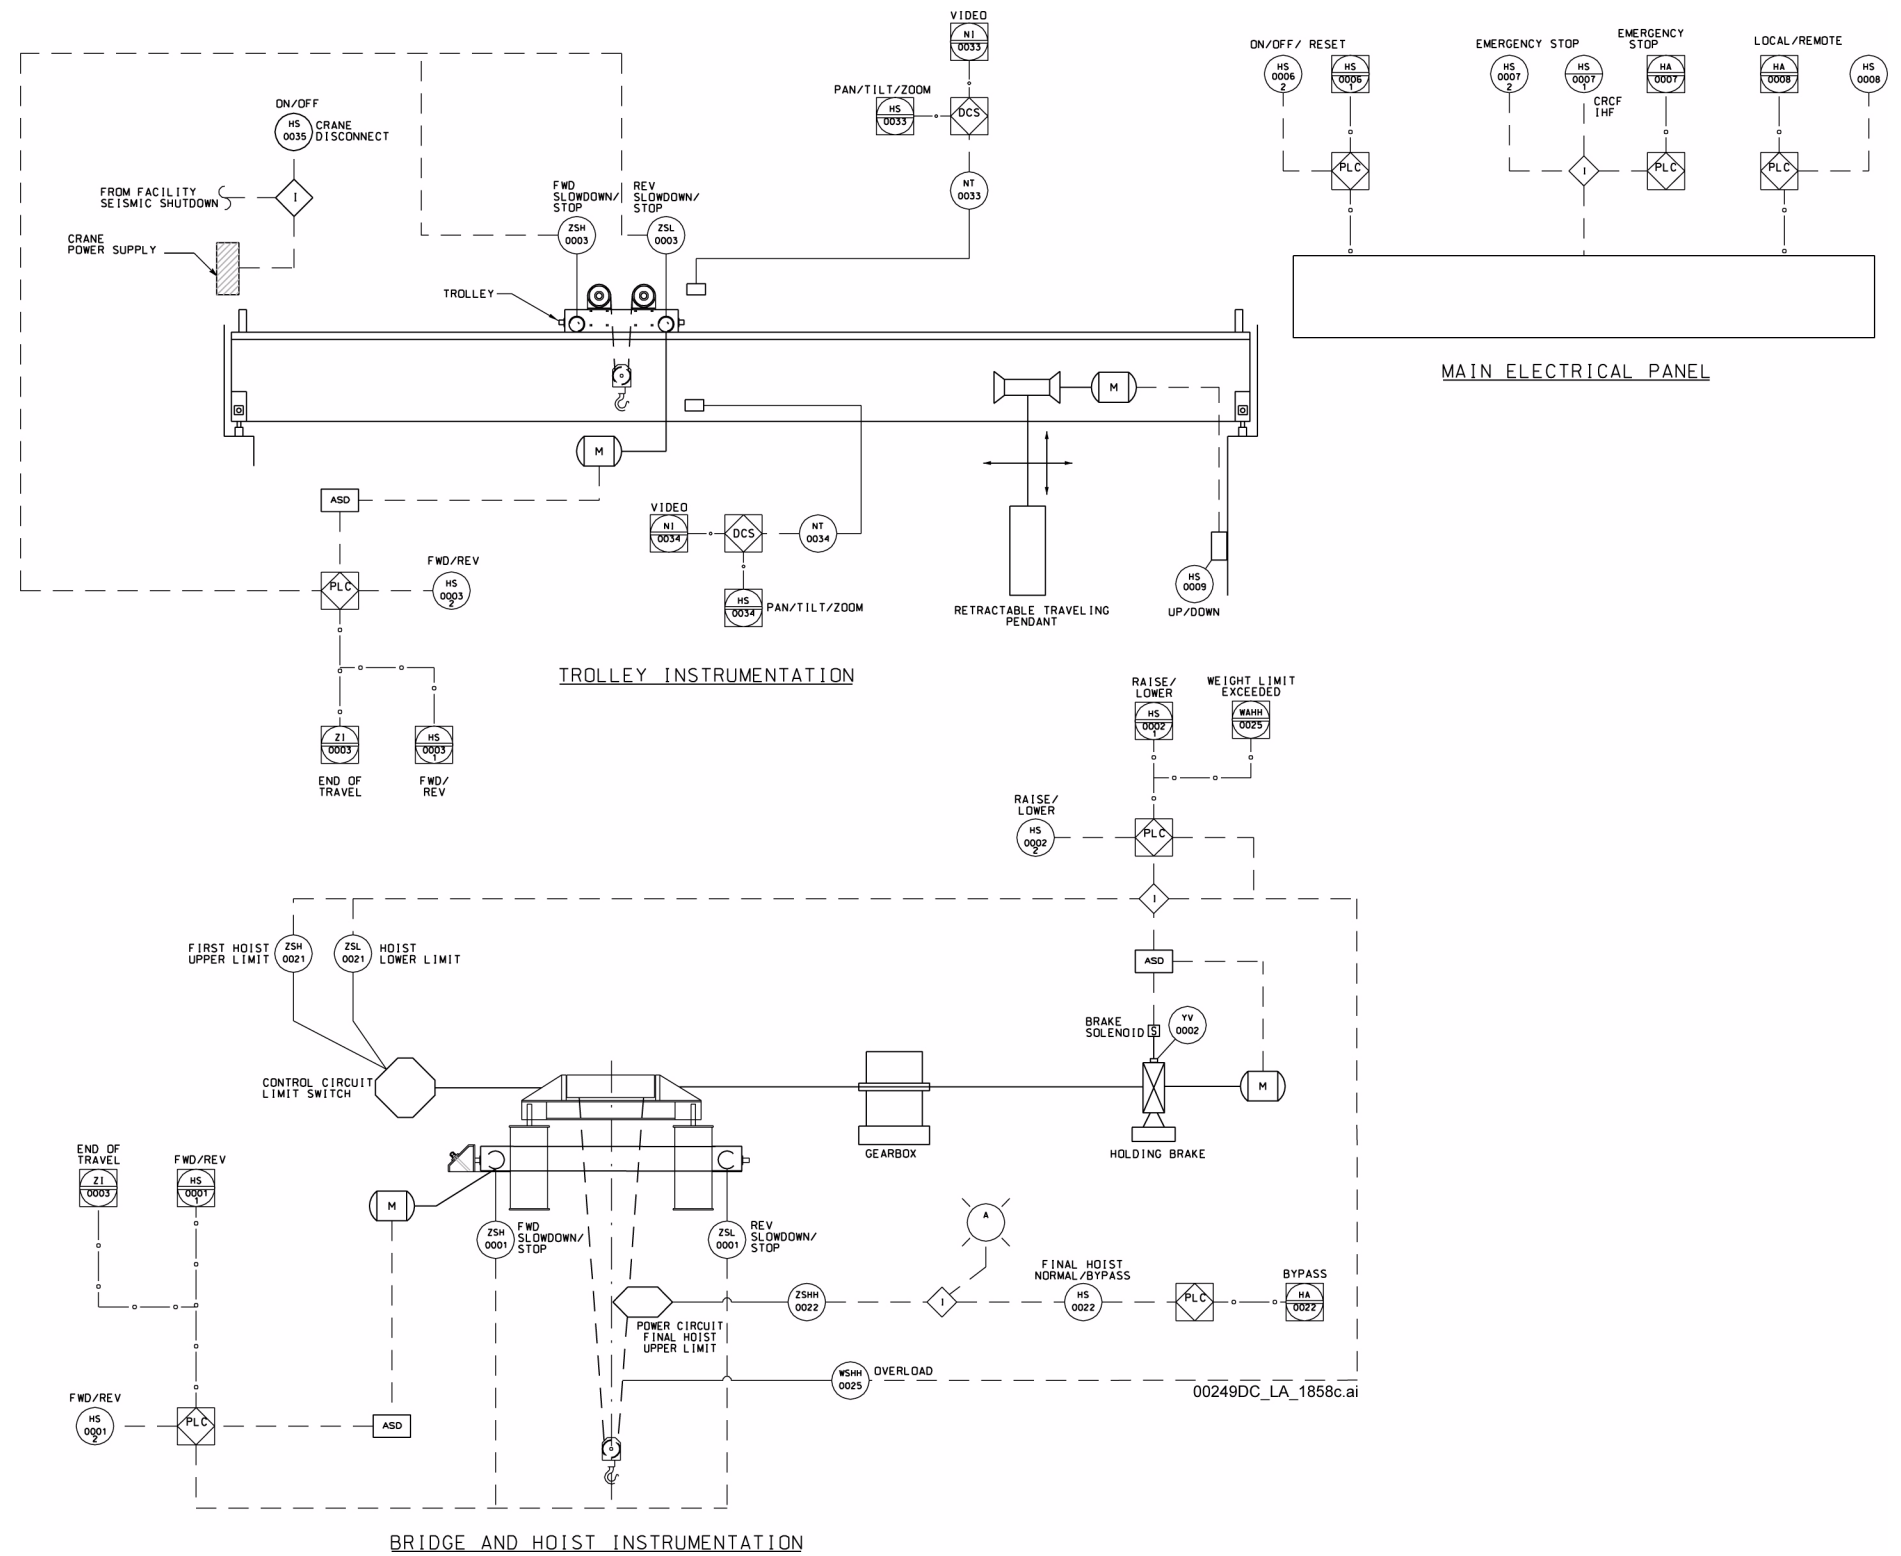 VIDEO
NI
0033
PAN/TILT/ZOOM
HS
0033
DCS
NT
0033
ON/OFF
HS
0035
CRANE
DISCONNECT
I
FROM FACILITY
SEISMIC SHUTDOWN
CRANE
POWER SUPPLY
FWD
SLOWDOWN/
STOP
ZSH
0003
REV
SLOWDOWN/
STOP
ZSL
0003
TROLLEY
M
ASD
PLC
FWD/REV
HS
0003
2
ZI
0003
END OF
TRAVEL
HS
0003
1
FWD/
REV
VIDEO
NI
0034
DCS
NT
0034
HS
0034
PAN/TILT/ZOOM
M
RETRACTABLE TRAVELING
PENDANT
HS
0009
UP/DOWN
TROLLEY INSTRUMENTATION
ON/OFF/ RESET
HS
0006
2
HS
0006
1
PLC
EMERGENCY STOP
HS
0007
2
HS
0007
1
CRCF
IHF
I
EMERGENCY
STOP
HA
0007
PLC
LOCAL/REMOTE
HA
0008
HS
0008
PLC
MAIN ELECTRICAL PANEL
RAISE/
LOWER
HS
0002
1
WEIGHT LIMIT
EXCEEDED
WAHH
0025
RAISE/
LOWER
HS
0002
2
PLC
I
FIRST HOIST
UPPER LIMIT
ZSH
0021
ZSL
0021
HOIST
LOWER LIMIT
ASD
BRAKE
SOLENOID
S
YV
0002
CONTROL CIRCUIT
LIMIT SWITCH
M
GEARBOX
HOLDING BRAKE
END OF
TRAVEL
ZI
0003
FWD/REV
HS
0001
1
M
ZSH
0001
FWD
SLOWDOWN/
STOP
ZSL
0001
REV
SLOWDOWN/
STOP
A
POWER CIRCUIT
FINAL HOIST
UPPER LIMIT
ZSHH
0022
I
FINAL HOIST
NORMAL/BYPASS
HS
0022
PLC
BYPASS
HA
0022
WSHH
0025
OVERLOAD
00249DC_LA_1858c.ai
FWD/REV
HS
0001
2
PLC
ASD
BRIDGE AND HOIST INSTRUMENTATION